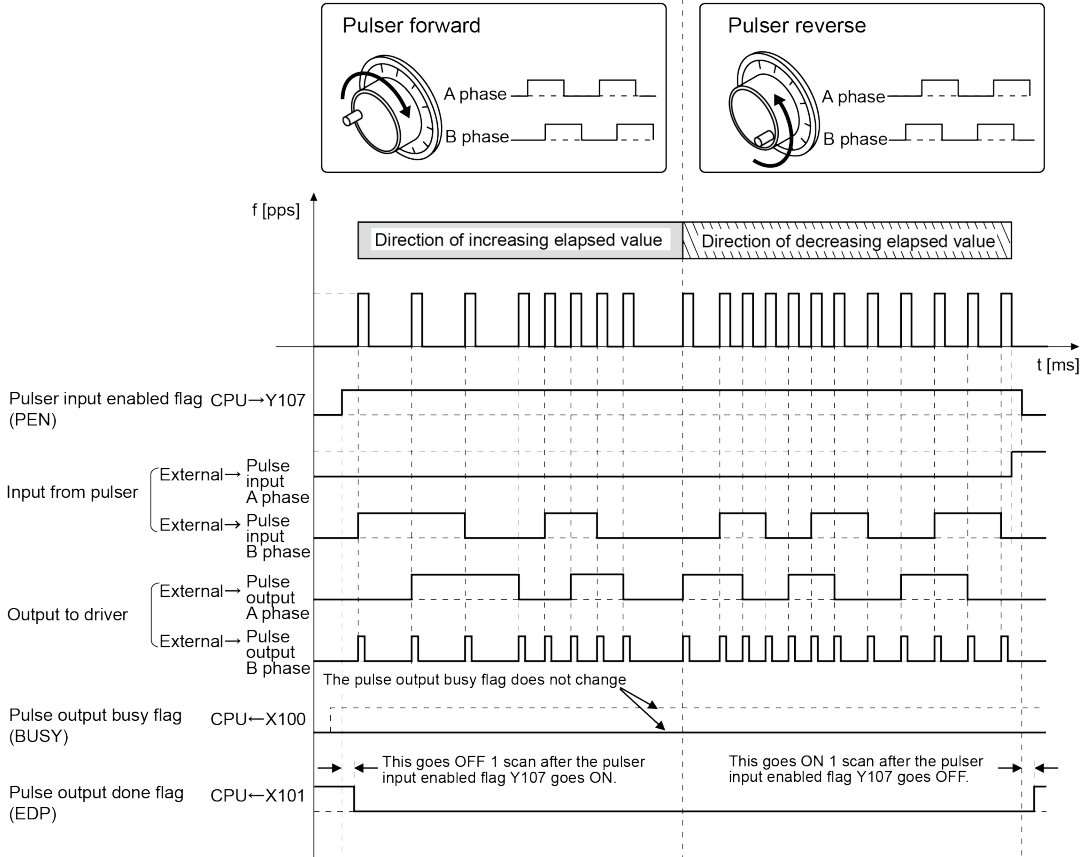 Pulser forward
A phase
B phase
Pulser reverse
A phase
B phase
f [pps]
Direction of increasing elapsed value
Direction of decreasing elapsed value
t [ms]
Pulser input enabled flag CPU→Y107
(PEN)
Input from pulser
External→ Pulse
input
A phase
External→ Pulse
input
B phase
Output to driver
External→ Pulse
output
A phase
External→ Pulse
output
B phase
The pulse output busy flag does not change
Pulse output busy flag CPU←X100
(BUSY)
This goes OFF 1 scan after the pulser
input enabled flag Y107 goes ON.
This goes ON 1 scan after the pulser
input enabled flag Y107 goes OFF.
Pulse output done flag CPU←X101
(EDP)